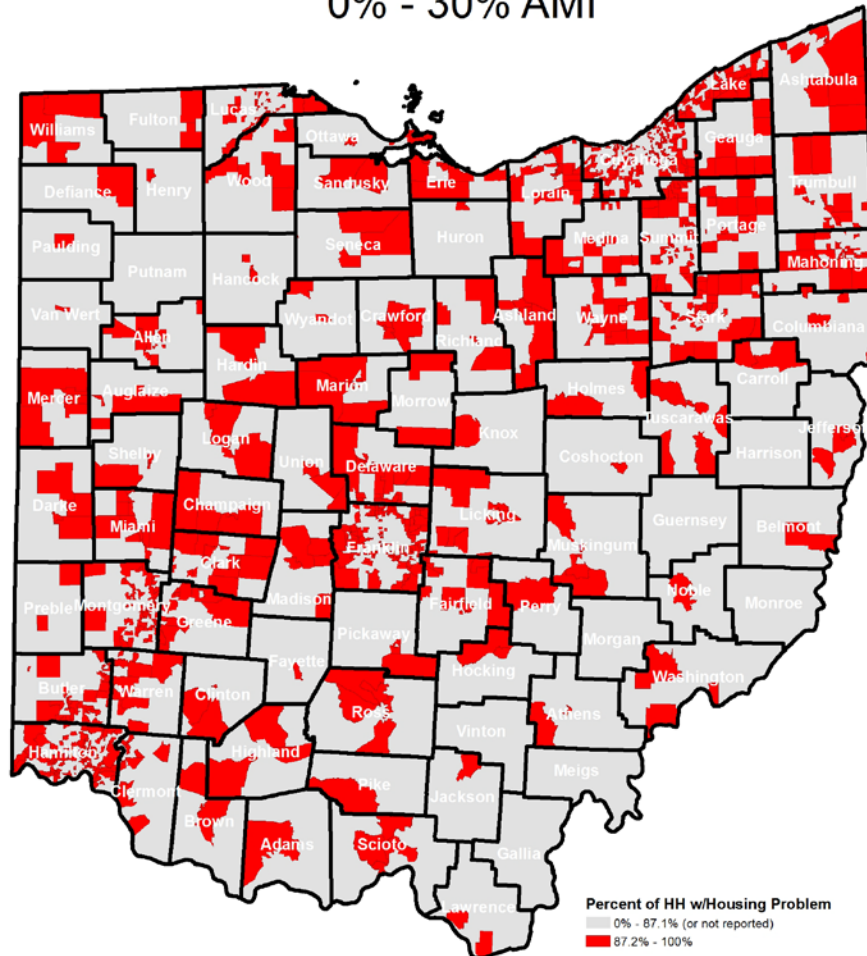 0% - 30% AMI
Lake
Ashtabula
Williams
Fulton
Lucas
Ottawa
Geauga
Cuyahoga
Defiance
Henry
Wood
Sandusky
Erie
Lorain
Trumbull
Paulding
Seneca
Huron
Medina
Summit
Portage
Mahoning
Putnam
Hancock
Van Wert
Wyandot
Crawford
Richland
Ashland
Wayne
Stark
Columbiana
Allen
Hardin
Mercer
Auglaize
Marion
Morrow
Holmes
Tuscarawas
Carroll
Jefferson
Logan
Shelby
Union
Delaware
Knox
Coshocton
Harrison
Darke
Miami
Champaign
Licking
Guernsey
Belmont
Clark
Franklin
Muskingum
Preble
Montgomery
Greene
Madison
Fairfield
Perry
Noble
Monroe
Pickaway
Morgan
Butler
Warren
Clinton
Fayette
Hocking
Washington
Ross
Athens
Vinton
Hamilton
Highland
Meigs
Clermont
Pike
Jackson
Brown
Adams
Scioto
Gallia
Lawrence
Percent of HH w/Housing Problem
0% - 87.1% (or not reported)
87.2% - 100%